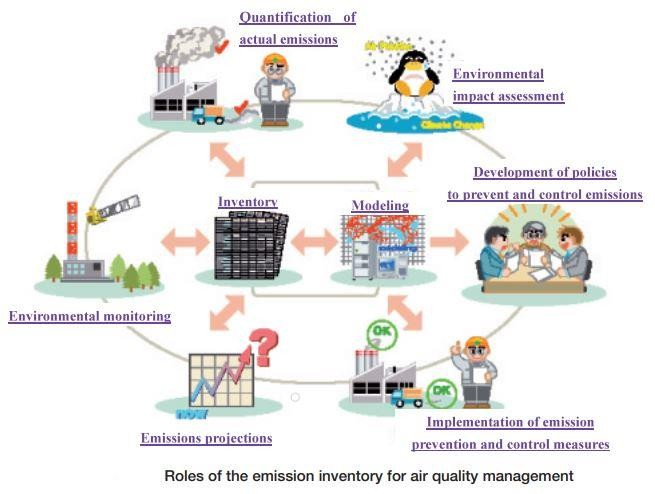 Quantification of
actual emissions
Air Pollution
Environmental
impact assessment
Climate Change
Development of policies
to prevent and control emissions
Inventory
Modeling
Environmental monitoring
?
OK
OK
NOW
Emissions projections
Implementation of emission
prevention and control measures
Roles of the emission inventory for air quality management